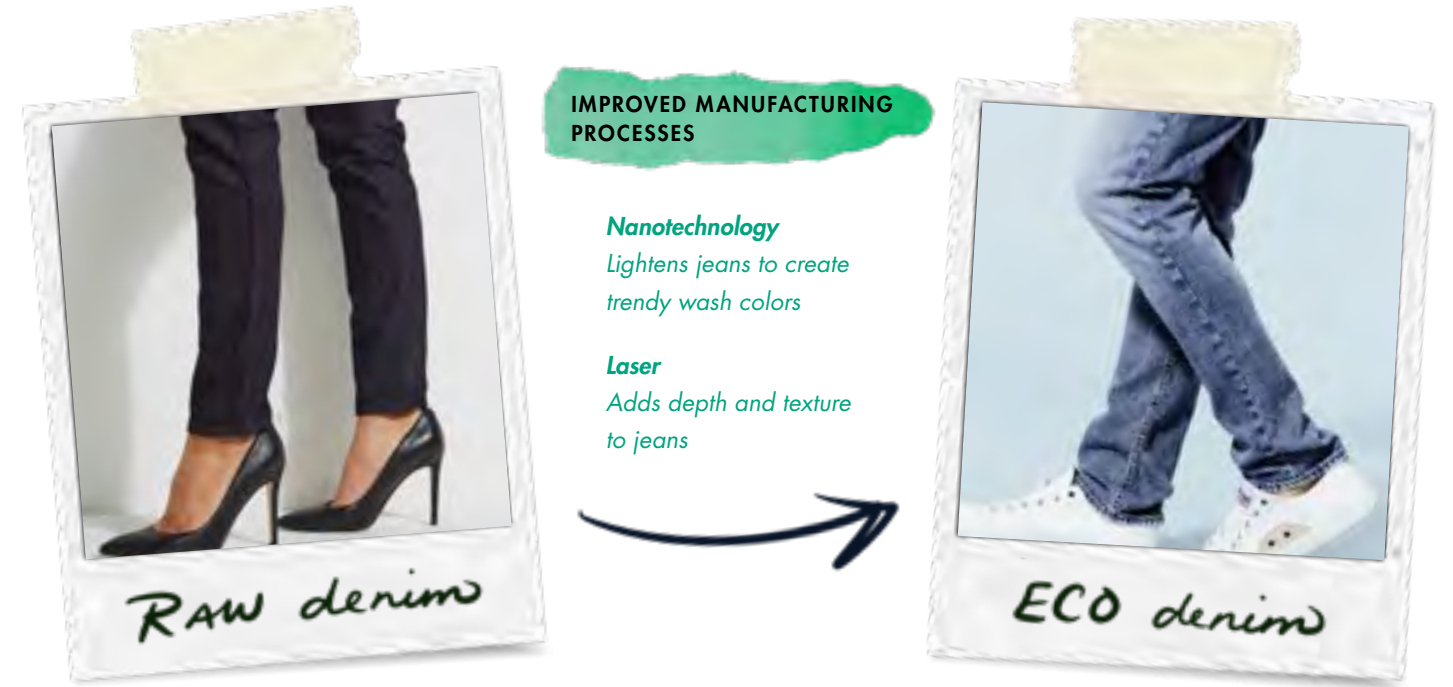 RAW denim
IMPROVED MANUFACTURING
PROCESSES
Nanotechnology
Lightens jeans to create
trendy wash colors
Laser
Adds depth and texture
to jeans
ECO denim